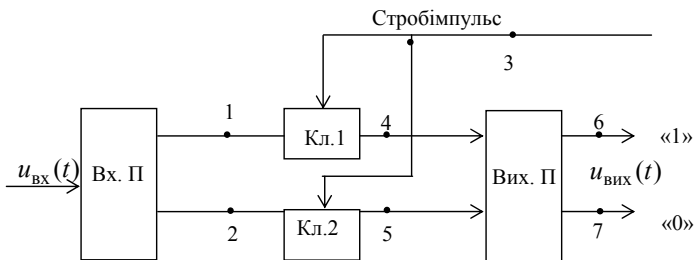 Стробімпульс
3
1
4
6
Кл.1
«1»
u_вх(t)
Вх. П
Вих. П
u_вих(t)
Кл.2
2
5
7
«0»